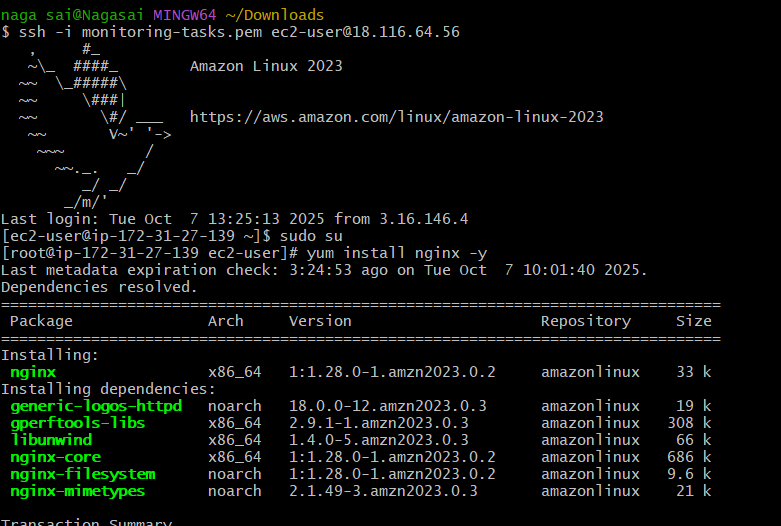 naga sai@Nagasai MINGW64 ~/Downloads
$ ssh -i monitoring-tasks.pem ec2-user@18.116.64.56
   ,     #_
   ~\_  ####_        Amazon Linux 2023
  ~~  \_#####\
  ~~     \###|
  ~~       \#/ ___   https://aws.amazon.com/linux/amazon-linux-2023
   ~~       V~' '->
    ~~~         /
      ~~._.   _/
         _/ _/
       _/m/'
Last login: Tue Oct  7 13:25:13 2025 from 3.16.146.4
[ec2-user@ip-172-31-27-139 ~]$ sudo su
[root@ip-172-31-27-139 ec2-user]# yum install nginx -y
Last metadata expiration check: 3:24:53 ago on Tue Oct  7 10:01:40 2025.
Dependencies resolved.
================================================================================
 Package               Arch     Version                     Repository     Size
================================================================================
Installing:
 nginx                 x86_64   1:1.28.0-1.amzn2023.0.2     amazonlinux    33 k
Installing dependencies:
 generic-logos-httpd   noarch   18.0.0-12.amzn2023.0.3      amazonlinux    19 k
 gperftools-libs       x86_64   2.9.1-1.amzn2023.0.3        amazonlinux   308 k
 libunwind             x86_64   1.4.0-5.amzn2023.0.3        amazonlinux    66 k
 nginx-core            x86_64   1:1.28.0-1.amzn2023.0.2     amazonlinux   686 k
 nginx-filesystem      noarch   1:1.28.0-1.amzn2023.0.2     amazonlinux   9.6 k
 nginx-mimetypes       noarch   2.1.49-3.amzn2023.0.3       amazonlinux    21 k

Transaction Summary